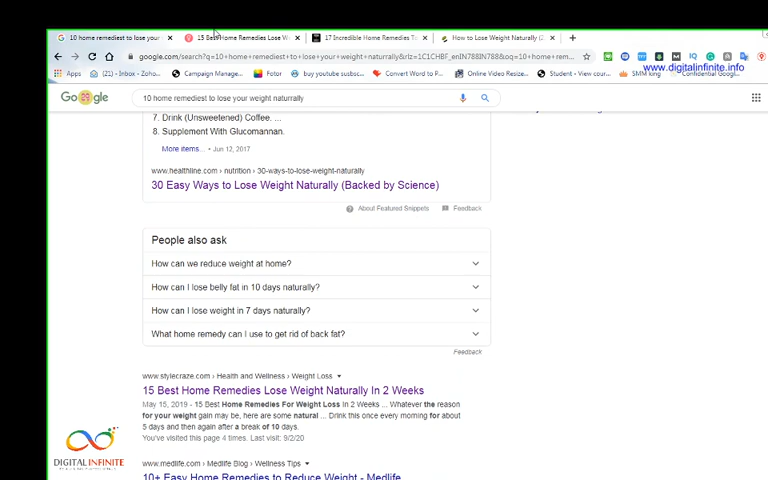 10 home remediest to lose your
15 Best Home Remedies Lose We
17 Incredible Home Remedies T
How to Lose Weight Naturally (2
google.com/search?q=10+home+remediest+to+lose+your+weight+naturrally&rlz=1C1CHBF_enIN788IN788&oq=10+home+rem...
Apps
(21) - Inbox - Zoho...
Campaign Manage...
Fotor
buy youtube subsc...
Convert Word to P...
Online Video Resize...
Student - View cour...
SMM king
Confidential Googl...
www.digitalinfinite.info
Google
10 home remediest to lose your weight naturrally
7. Drink (Unsweetened) Coffee. ...
8. Supplement With Glucomannan.
More items... • Jun 12, 2017
www.healthline.com › nutrition › 30-ways-to-lose-weight-naturally
30 Easy Ways to Lose Weight Naturally (Backed by Science)
About Featured Snippets
Feedback
People also ask
How can we reduce weight at home?
How can I lose belly fat in 10 days naturally?
How can I lose weight in 7 days naturally?
What home remedy can I use to get rid of back fat?
Feedback
www.stylecraze.com › Health and Wellness › Weight Loss
15 Best Home Remedies Lose Weight Naturally In 2 Weeks
May 15, 2019 - 15 Best Home Remedies For Weight Loss In 2 Weeks ... Whatever the reason
for your weight gain may be, here are some natural ... Drink this once every morning for about
5 days and then again after a break of 10 days.
You've visited this page 4 times. Last visit: 9/2/20
DIGITAL INFINITE
www.medlife.com › Medlife Blog › Wellness Tips
10+ Easy Home Remedies to Reduce Weight - Medlife